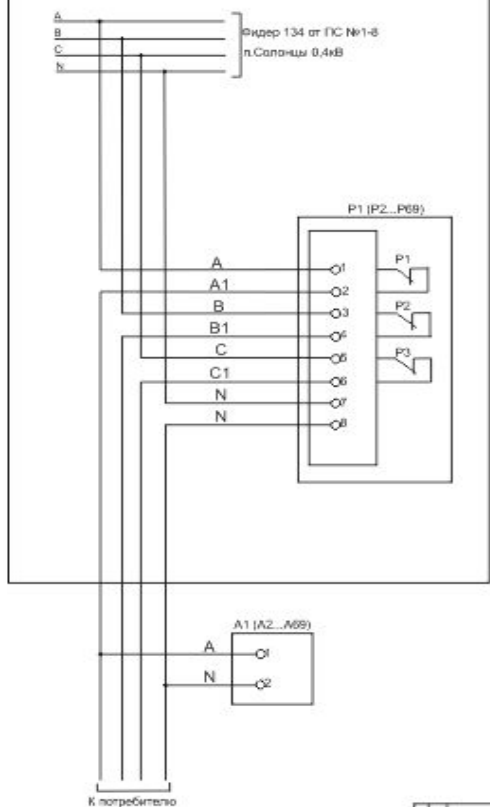 A
B
C
N
Фидер 134 от ПС №1-8
п.Солонцы 0,4кВ
P1 (P2...P69)
A
1
P1
A1
2
B
3
P2
B1
4
C
5
P3
C1
6
N
7
N
8
A1 (A2...A69)
A
1
N
2
К потребителю